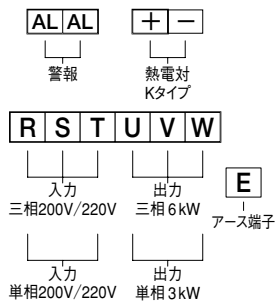 AL AL
+ −
警報
熱電対
Kタイプ
R S T U V W
入力
三相200V/220V
出力
三相6kW
E
アース端子
入力
単相200V/220V
出力
単相3kW